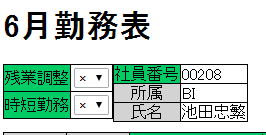 6月勤務表
残業調整 × ▼ 社員番号 00208
所属 BI
時短勤務 × ▼ 氏名 池田忠繁